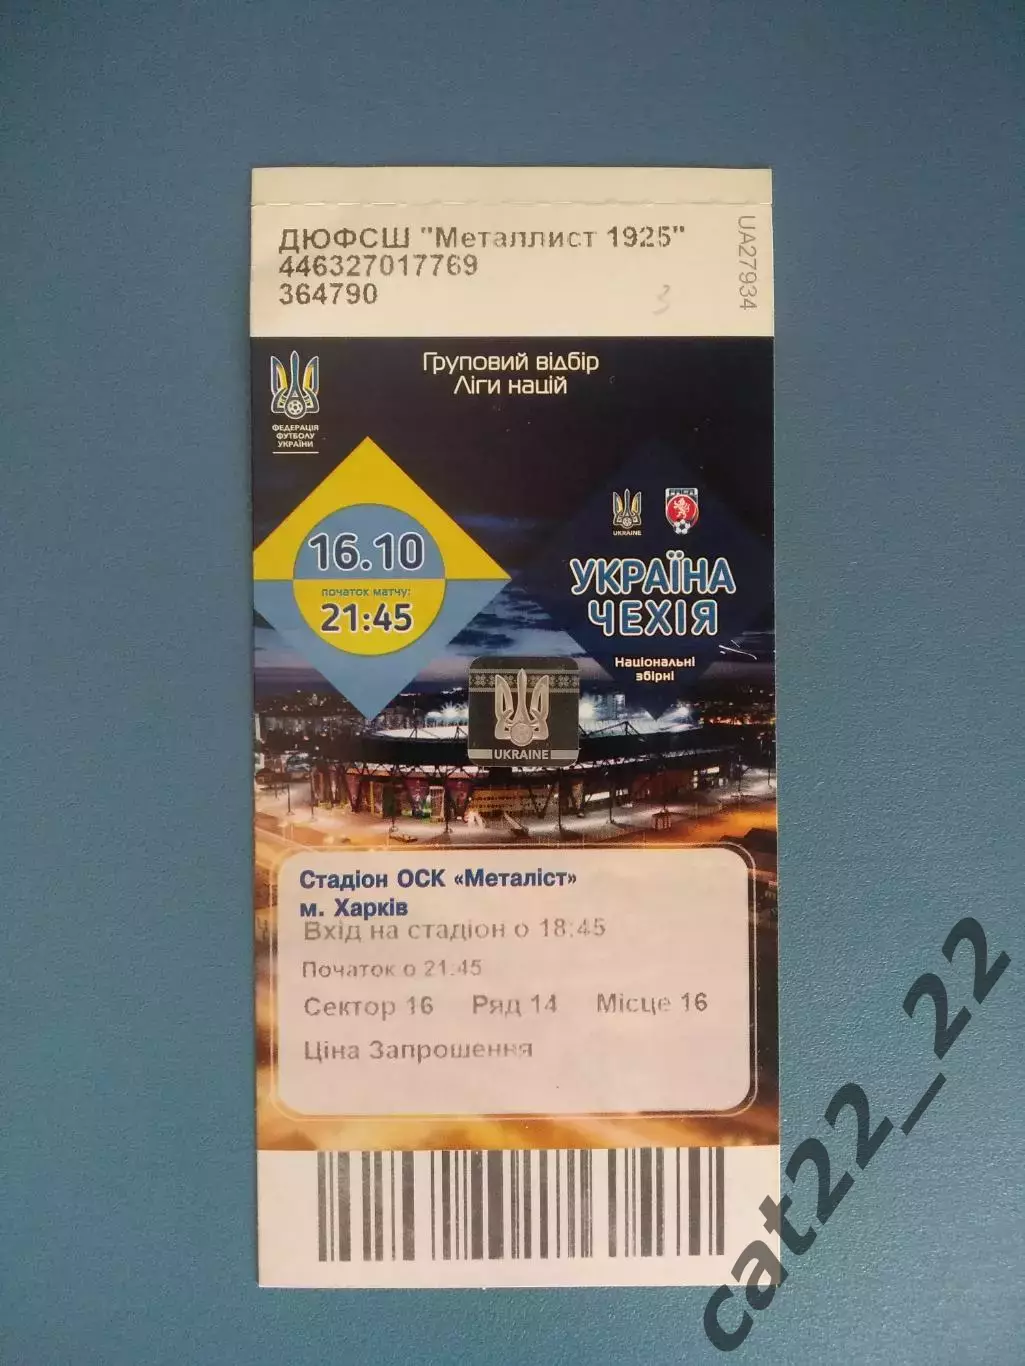 ДЮФСШ "Металлист 1925"
446327017769
364790
3
UA27934
Груповий відбір
Ліги націй
ФЕДЕРАЦІЯ
ФУТБОЛУ
УКРАЇНИ
16.10
початок матчу:
21:45
UKRAINE
FACR
УКРАЇНА
ЧЕХІЯ
Національні
збірні
UKRAINE
Стадіон ОСК «Металіст»
м. Харків
Вхід на стадіон о 18:45
Початок о 21:45
Сектор 16 Ряд 14 Місце 16
Ціна Запрошення
cat22_22